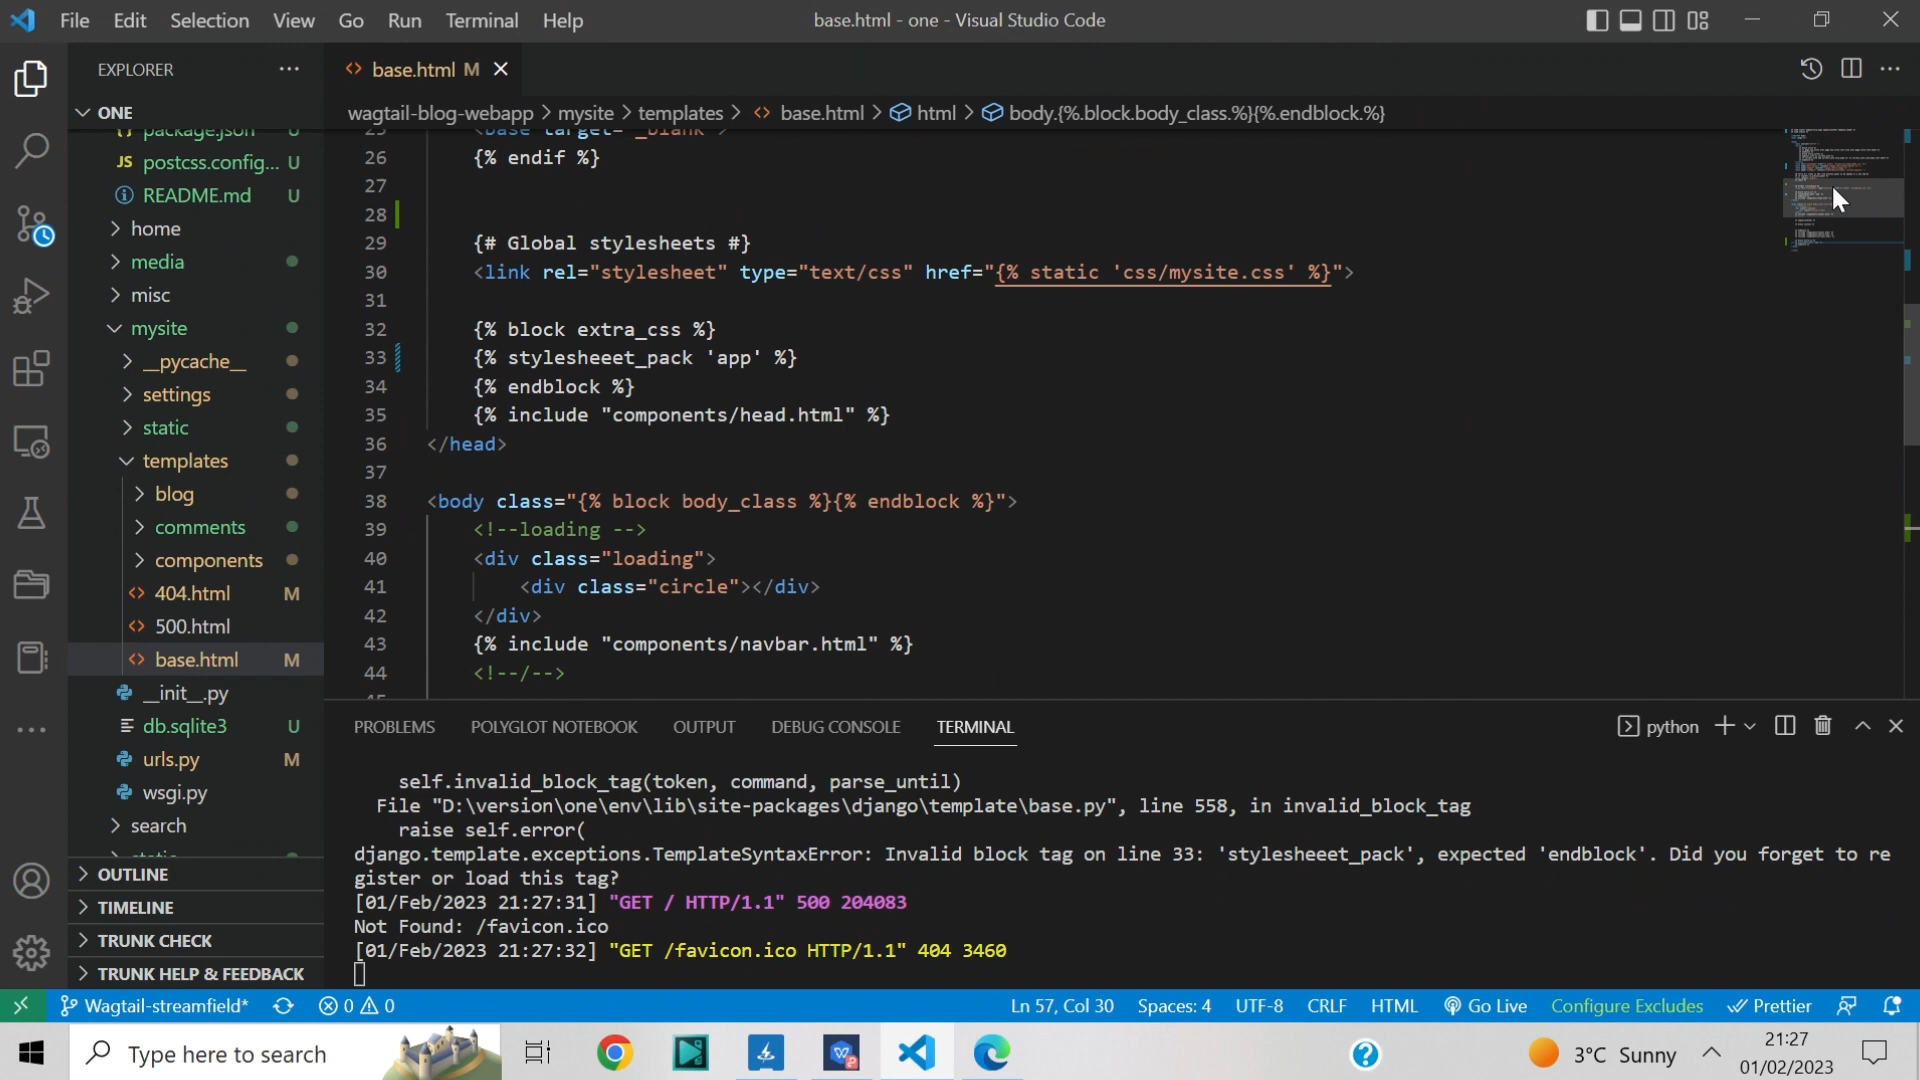 File Edit Selection View Go Run Terminal Help
base.html - one - Visual Studio Code
EXPLORER
ONE
package.json U
JS postcss.config... U
README.md U
home
media
misc
mysite
__pycache__
settings
static
templates
blog
comments
components
404.html M
500.html
base.html M
__init__.py
db.sqlite3 U
urls.py M
wsgi.py
search
OUTLINE
TIMELINE
TRUNK CHECK
TRUNK HELP & FEEDBACK
base.html M
wagtail-blog-webapp > mysite > templates > base.html > html > body.{%.block.body_class.%}{%.endblock.%}
25 <base target="_blank">
26 {% endif %}
27
28
29 {# Global stylesheets #}
30 <link rel="stylesheet" type="text/css" href="{% static 'css/mysite.css' %}">
31
32 {% block extra_css %}
33 {% stylesheeet_pack 'app' %}
34 {% endblock %}
35 {% include "components/head.html" %}
36 </head>
37
38 <body class="{% block body_class %}{% endblock %}">
39 <!--loading -->
40 <div class="loading">
41 <div class="circle"></div>
42 </div>
43 {% include "components/navbar.html" %}
44 <!--/-->
45
PROBLEMS POLYGLOT NOTEBOOK OUTPUT DEBUG CONSOLE TERMINAL
python
self.invalid_block_tag(token, command, parse_until)
File "D:\version\one\env\lib\site-packages\django\template\base.py", line 558, in invalid_block_tag
raise self.error(
django.template.exceptions.TemplateSyntaxError: Invalid block tag on line 33: 'stylesheeet_pack', expected 'endblock'. Did you forget to re
gister or load this tag?
[01/Feb/2023 21:27:31] "GET / HTTP/1.1" 500 204083
Not Found: /favicon.ico
[01/Feb/2023 21:27:32] "GET /favicon.ico HTTP/1.1" 404 3460
Wagtail-streamfield* 0 0
Ln 57, Col 30 Spaces: 4 UTF-8 CRLF HTML Go Live Configure Excludes Prettier
Type here to search
3°C Sunny
21:27
01/02/2023